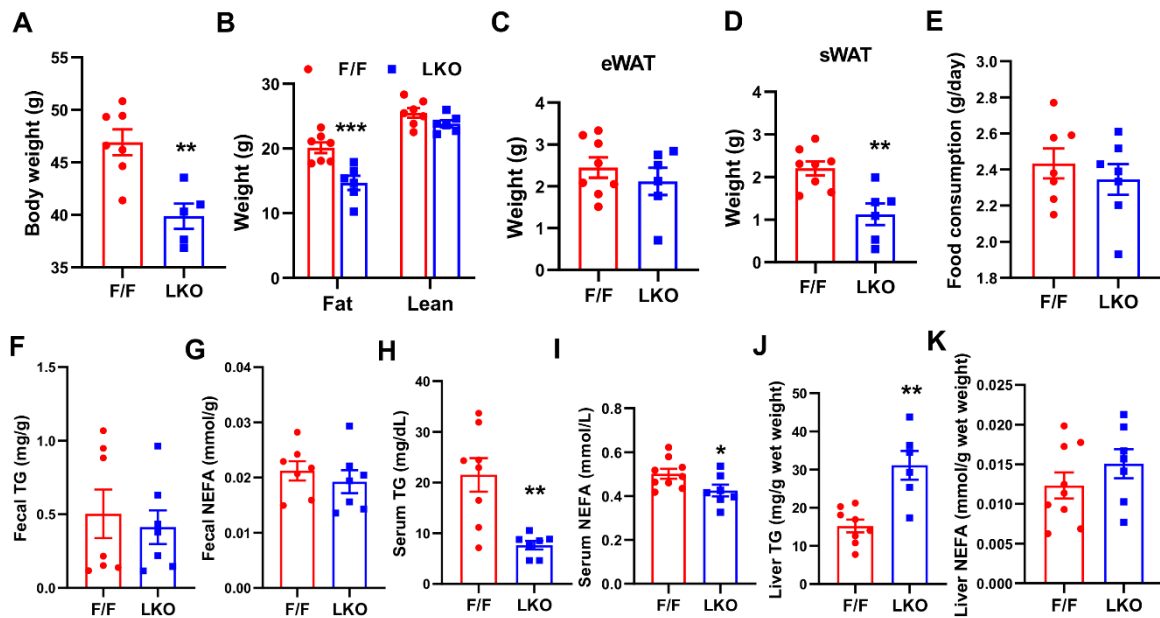 A
Body weight (g)
55
50
45
40
35
**
F/F
LKO
B
F/F
LKO
Weight (g)
30
20
10
0
***
Fat
Lean
C
eWAT
Weight (g)
4
3
2
1
0
F/F
LKO
D
sWAT
Weight (g)
4
3
2
1
0
**
F/F
LKO
E
Food consumption (g/day)
3.0
2.6
2.4
2.2
2.0
1.8
F/F
LKO
F
Fecal TG (mg/g)
1.5
1.0
0.5
0.0
F/F
LKO
G
Fecal NEFA (mmol/g)
0.04
0.03
0.02
0.01
0.00
F/F
LKO
H
Serum TG (mg/dL)
40
30
20
10
0
**
F/F
LKO
I
Serum NEFA (mmol/L)
0.8
0.6
0.4
0.2
0.0
*
F/F
LKO
J
Liver TG (mg/g wet weight)
50
40
30
20
10
0
**
F/F
LKO
K
Liver NEFA (mmol/g wet weight)
0.025
0.020
0.015
0.010
0.005
0.000
F/F
LKO